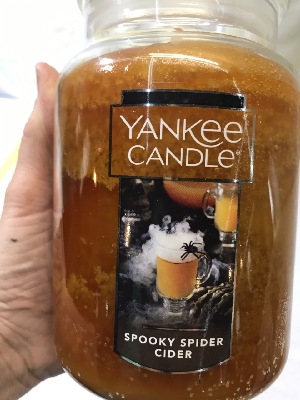 YANKEE
CANDLE®
SPOOKY SPIDER
CIDER